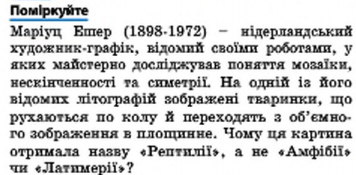 Поміркуйте
Маріуц Ешер (1898-1972) – нідерландський
художник-графік, відомий своїми роботами, у
яких майстерно досліджував поняття мозаїки,
нескінченності та симетрії. На одній із його
відомих літографій зображені тваринки, що
рухаються по колу й переходять з об'ємно-
го зображення в площинне. Чому ця картина
отримала назву «Рептилії», а не «Амфібії»
чи «Латимерії»?